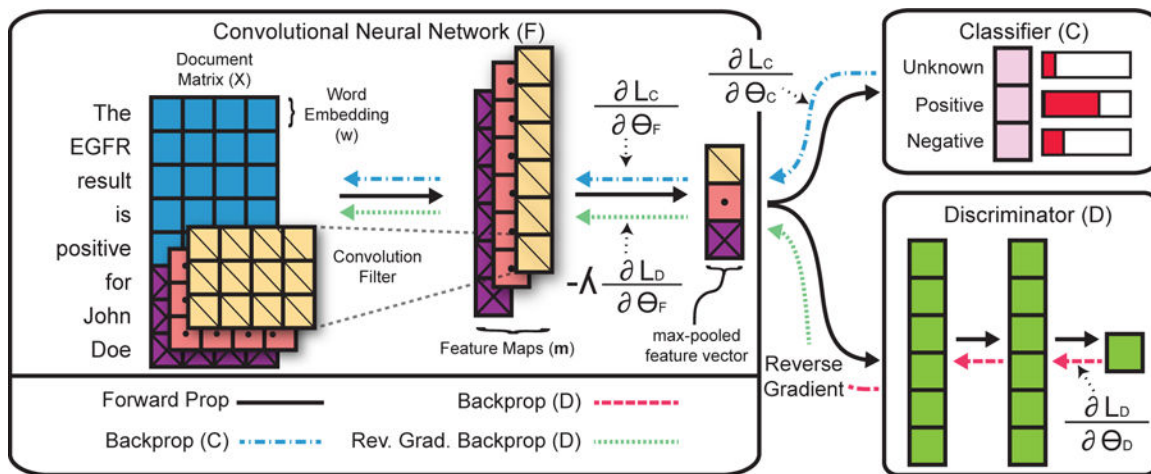 Convolutional Neural Network (F)
Document
Matrix (X)
Word
Embedding
(w)
The
EGFR
result
is
positive
for
John
Doe
Convolution
Filter
Feature Maps (m)
∂ LC
∂ ΘF
-λ ∂ LD
∂ ΘF
max-pooled
feature vector
∂ LC
∂ ΘC
Classifier (C)
Unknown
Positive
Negative
Discriminator (D)
Reverse
Gradient
∂ LD
∂ ΘD
Forward Prop
Backprop (D)
Backprop (C)
Rev. Grad. Backprop (D)